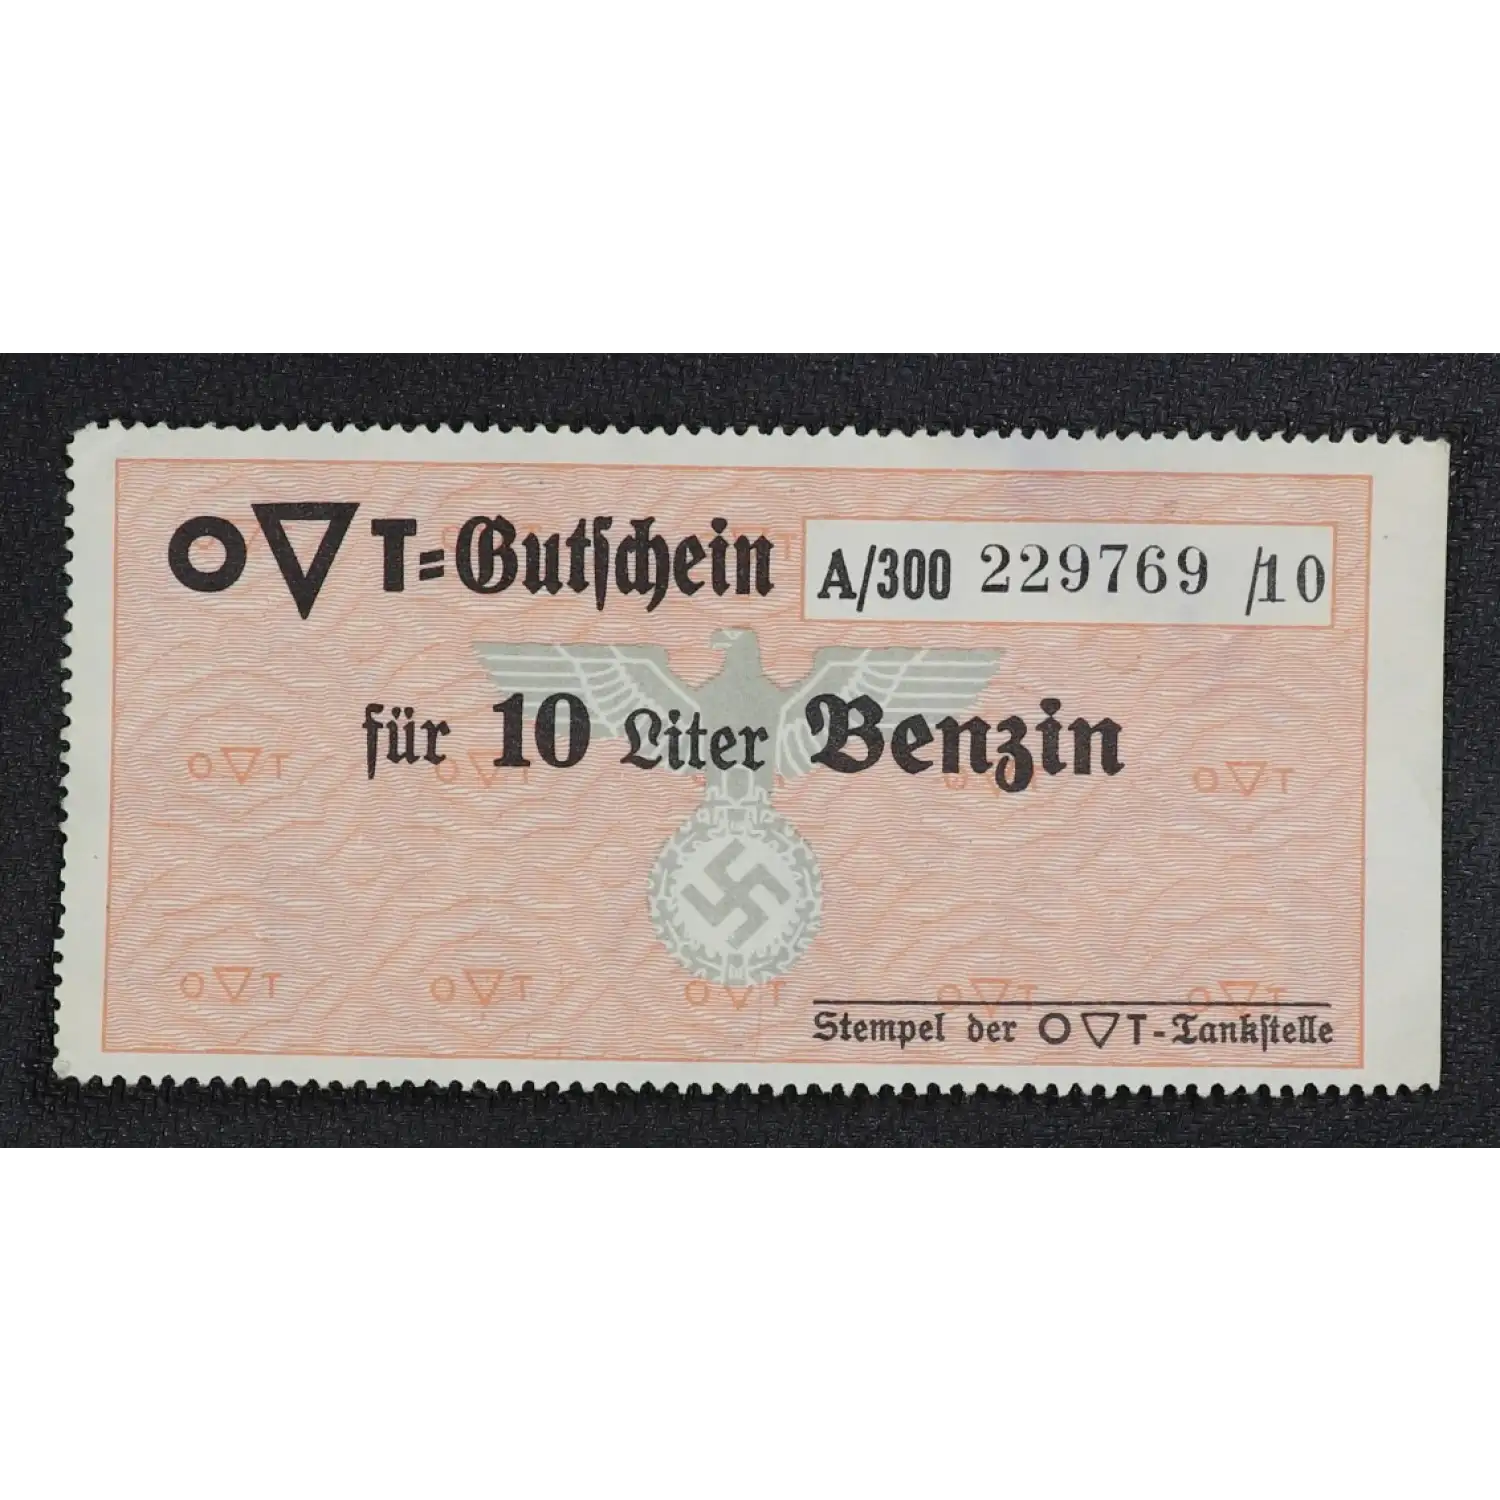 O▽T=Gutschein A/300 229769 /10
für 10 Liter Benzin
O▽T O▽T O▽T O▽T
O▽T O▽T O▽T O▽T O▽T
Stempel der O▽T-Tankstelle